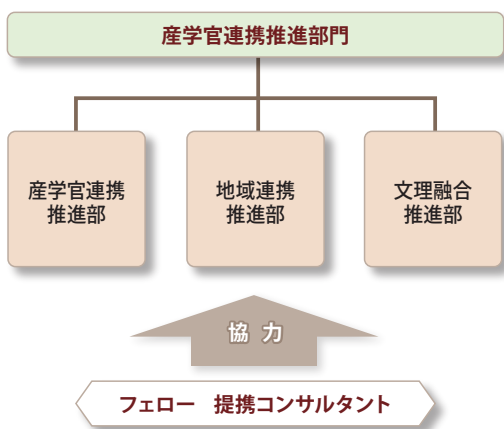 産学官連携推進部門
産学官連携
推進部
地域連携
推進部
文理融合
推進部
協 力
フェロー 提携コンサルタント